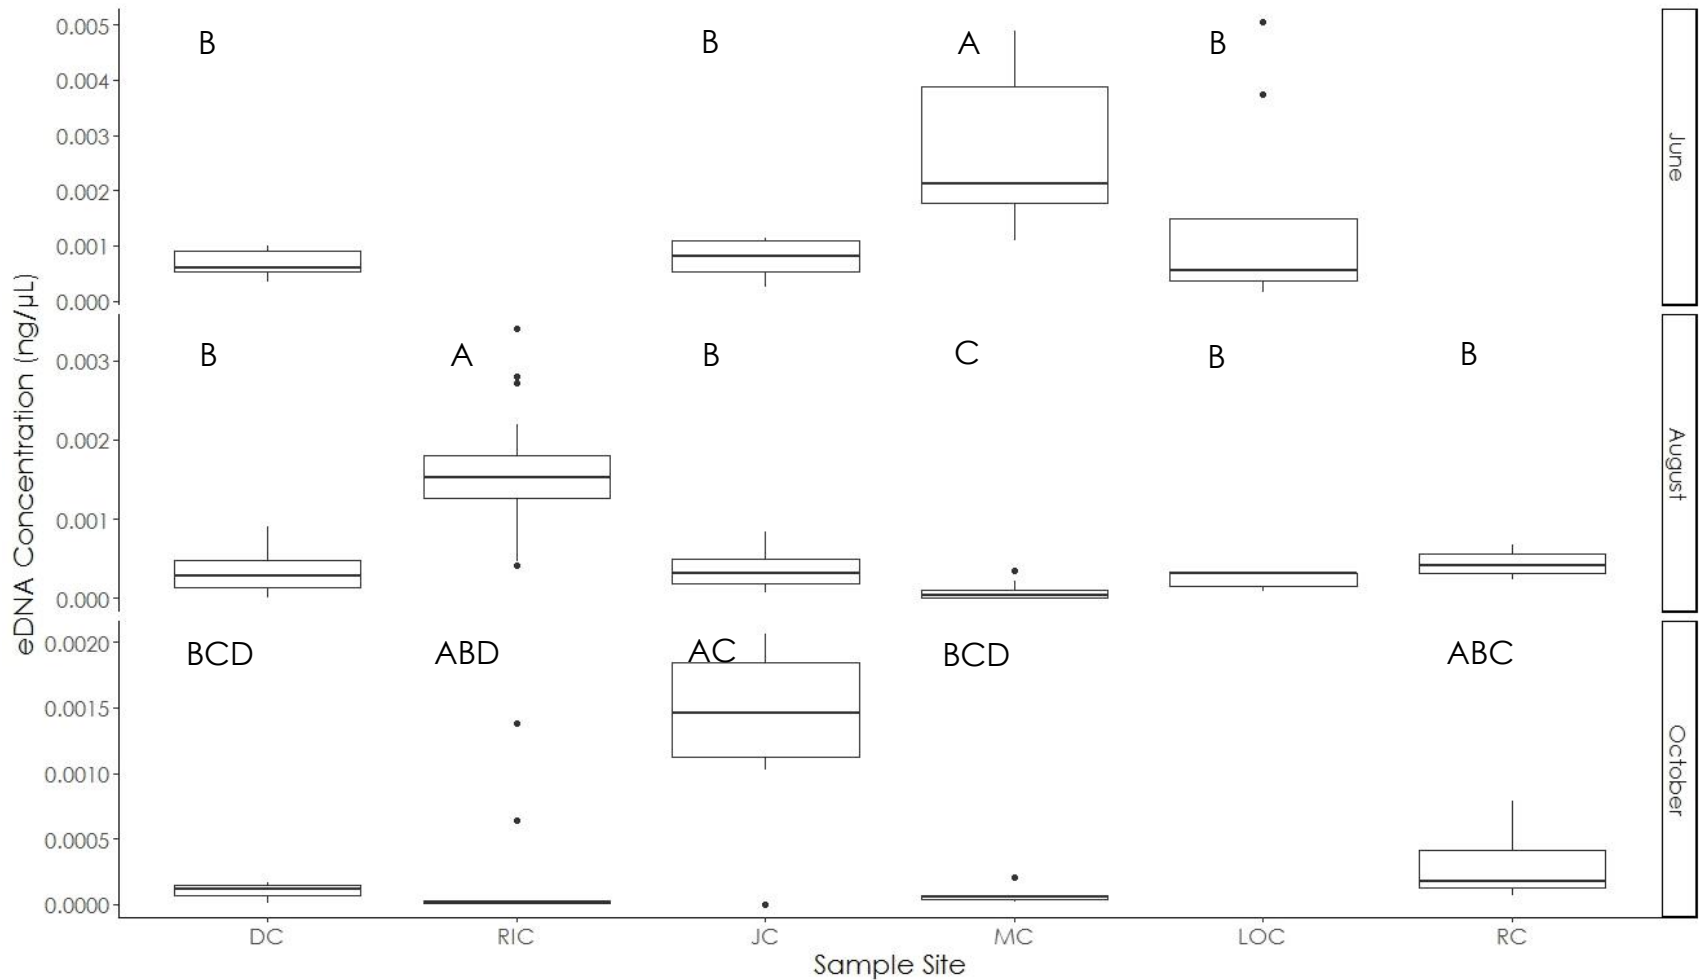 0.005
B B A B
0.004
0.003
0.002
0.001
0.000
June
0.003
B A B C B B
0.002
0.001
0.000
August
0.0020
BCD ABD AC BCD ABC
0.0015
0.0010
0.0005
0.0000
October
eDNA Concentration (ng/µL)
DC RIC JC MC LOC RC
Sample Site